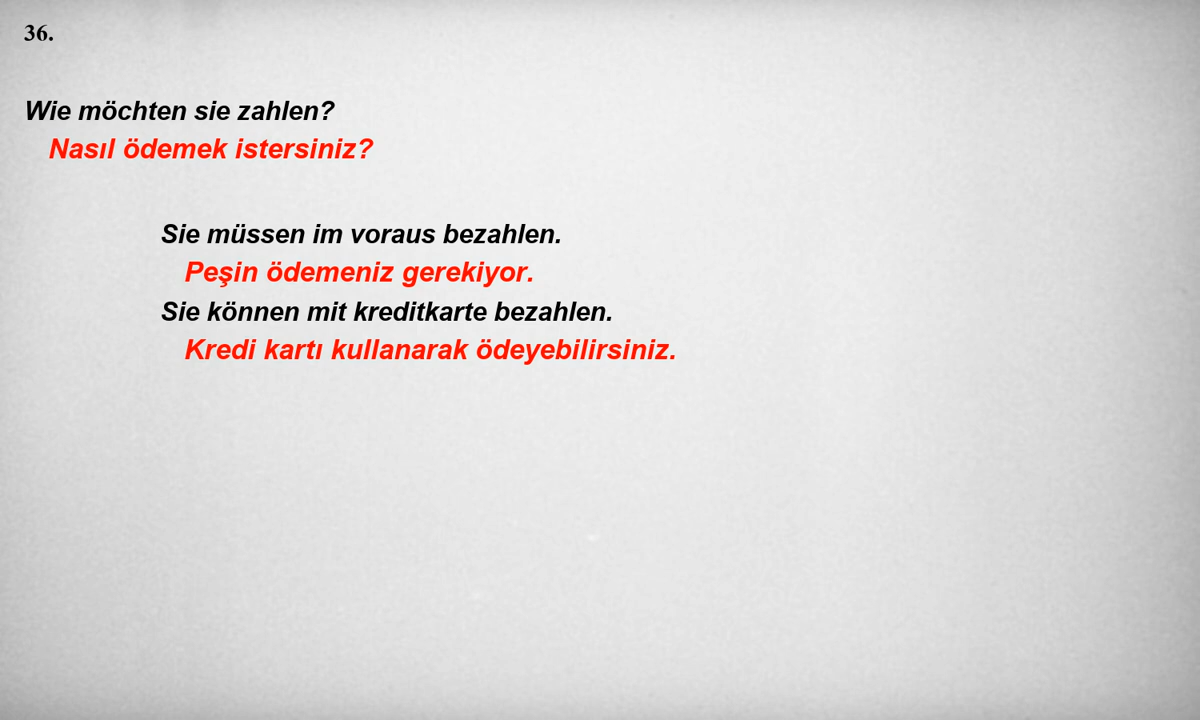 36.
Wie möchten sie zahlen?
Nasıl ödemek istersiniz?
Sie müssen im voraus bezahlen.
Peşin ödemeniz gerekiyor.
Sie können mit kreditkarte bezahlen.
Kredi kartı kullanarak ödeyebilirsiniz.